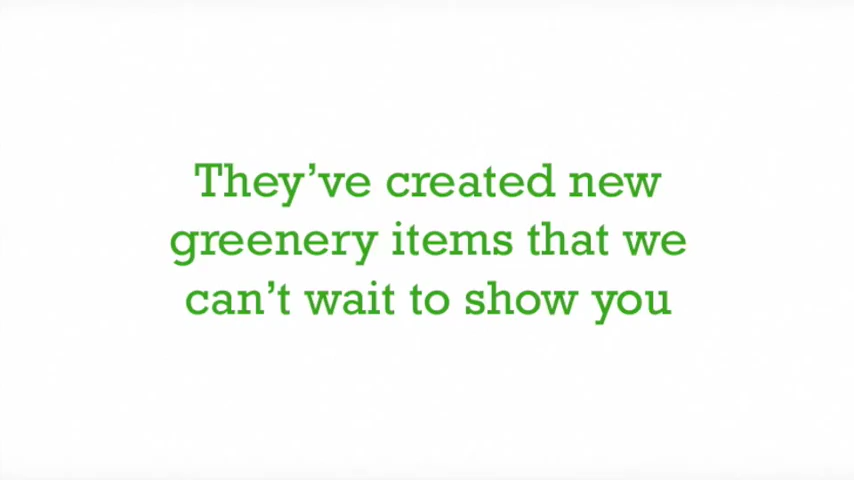 They’ve created new
greenery items that we
can’t wait to show you